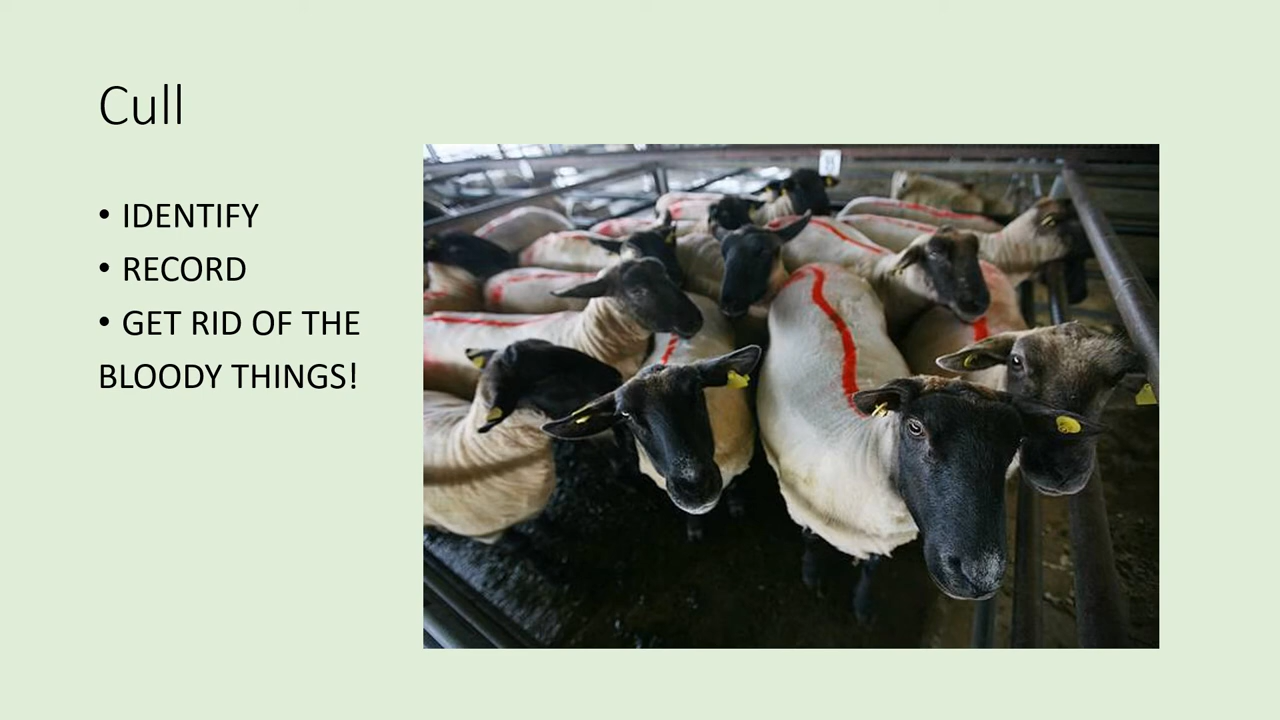 Cull
• IDENTIFY
• RECORD
• GET RID OF THE
BLOODY THINGS!